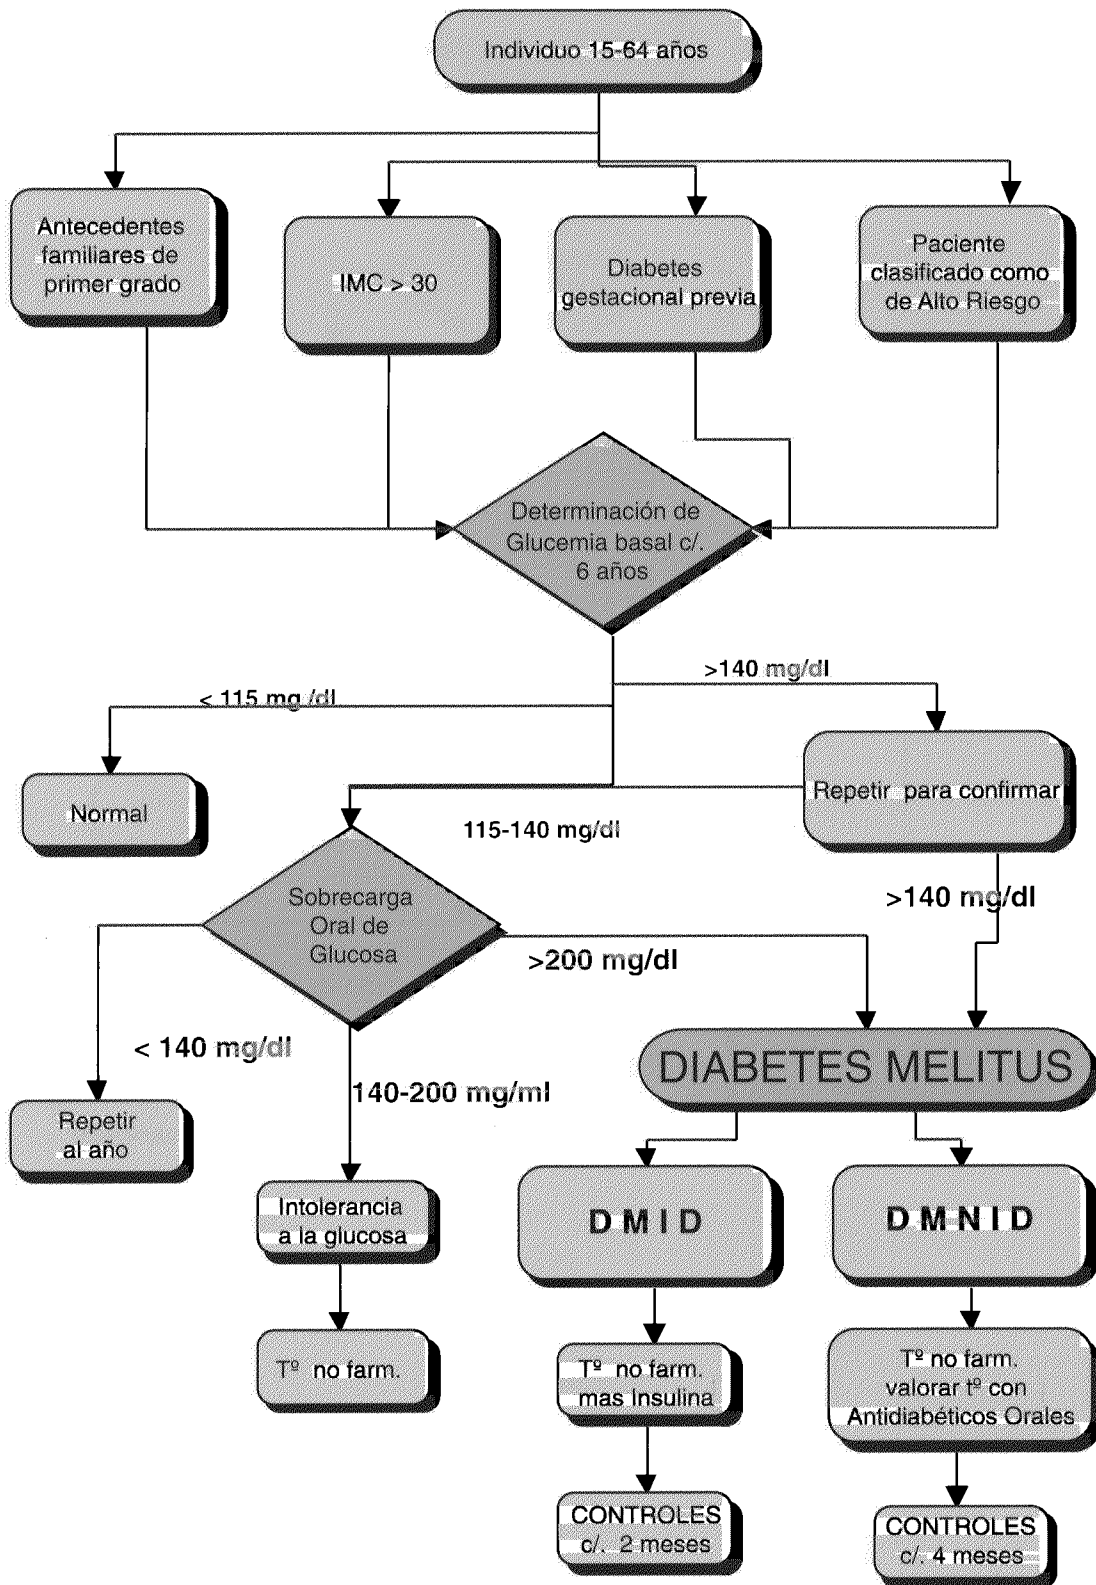 Individuo 15-64 años
Antecedentes
familiares de
primer grado
IMC > 30
Diabetes
gestacional previa
Paciente
clasificado como
de Alto Riesgo
Determinación de
Glucemia basal c/.
6 años
< 115 mg /dl
>140 mg/dl
Normal
Repetir para confirmar
115-140 mg/dl
Sobrecarga
Oral de
Glucosa
>140 mg/dl
>200 mg/dl
< 140 mg/dl
140-200 mg/ml
DIABETES MELITUS
Repetir
al año
Intolerancia
a la glucosa
D M I D
D M N I D
Tº no farm.
Tº no farm.
mas Insulina
Tº no farm.
valorar tº con
Antidiabéticos Orales
CONTROLES
c/. 2 meses
CONTROLES
c/. 4 meses